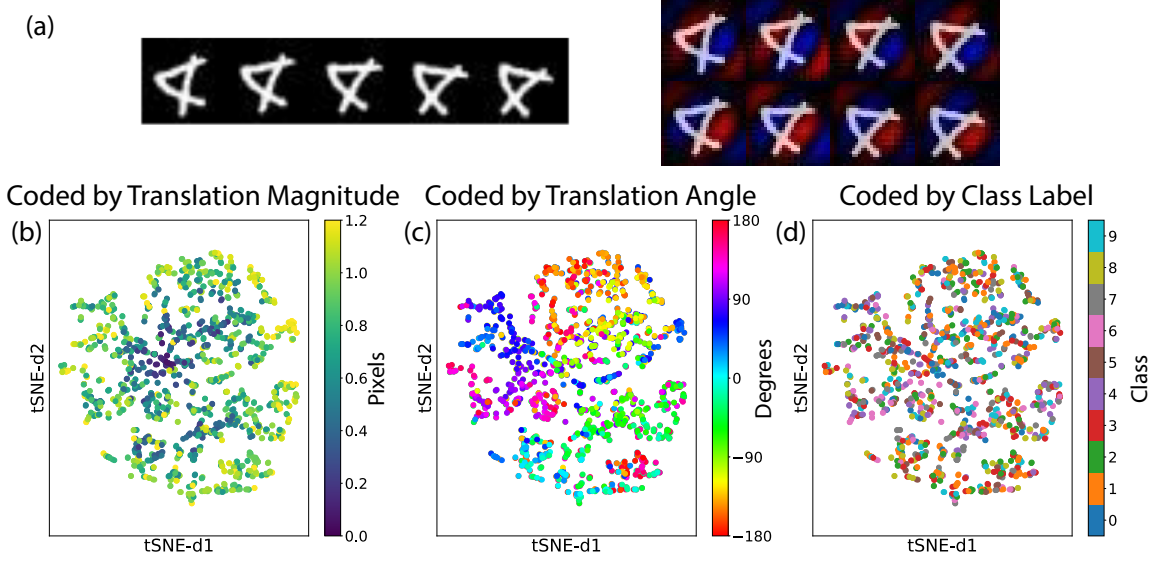 (a)
Coded by Translation Magnitude
Coded by Translation Angle
Coded by Class Label
(b)
(c)
(d)
1.2
1.0
0.8
0.6
0.4
0.2
0.0
Pixels
180
90
0
−90
−180
Degrees
9
8
7
6
5
4
3
2
1
0
Class
tSNE-d2
tSNE-d2
tSNE-d2
tSNE-d1
tSNE-d1
tSNE-d1